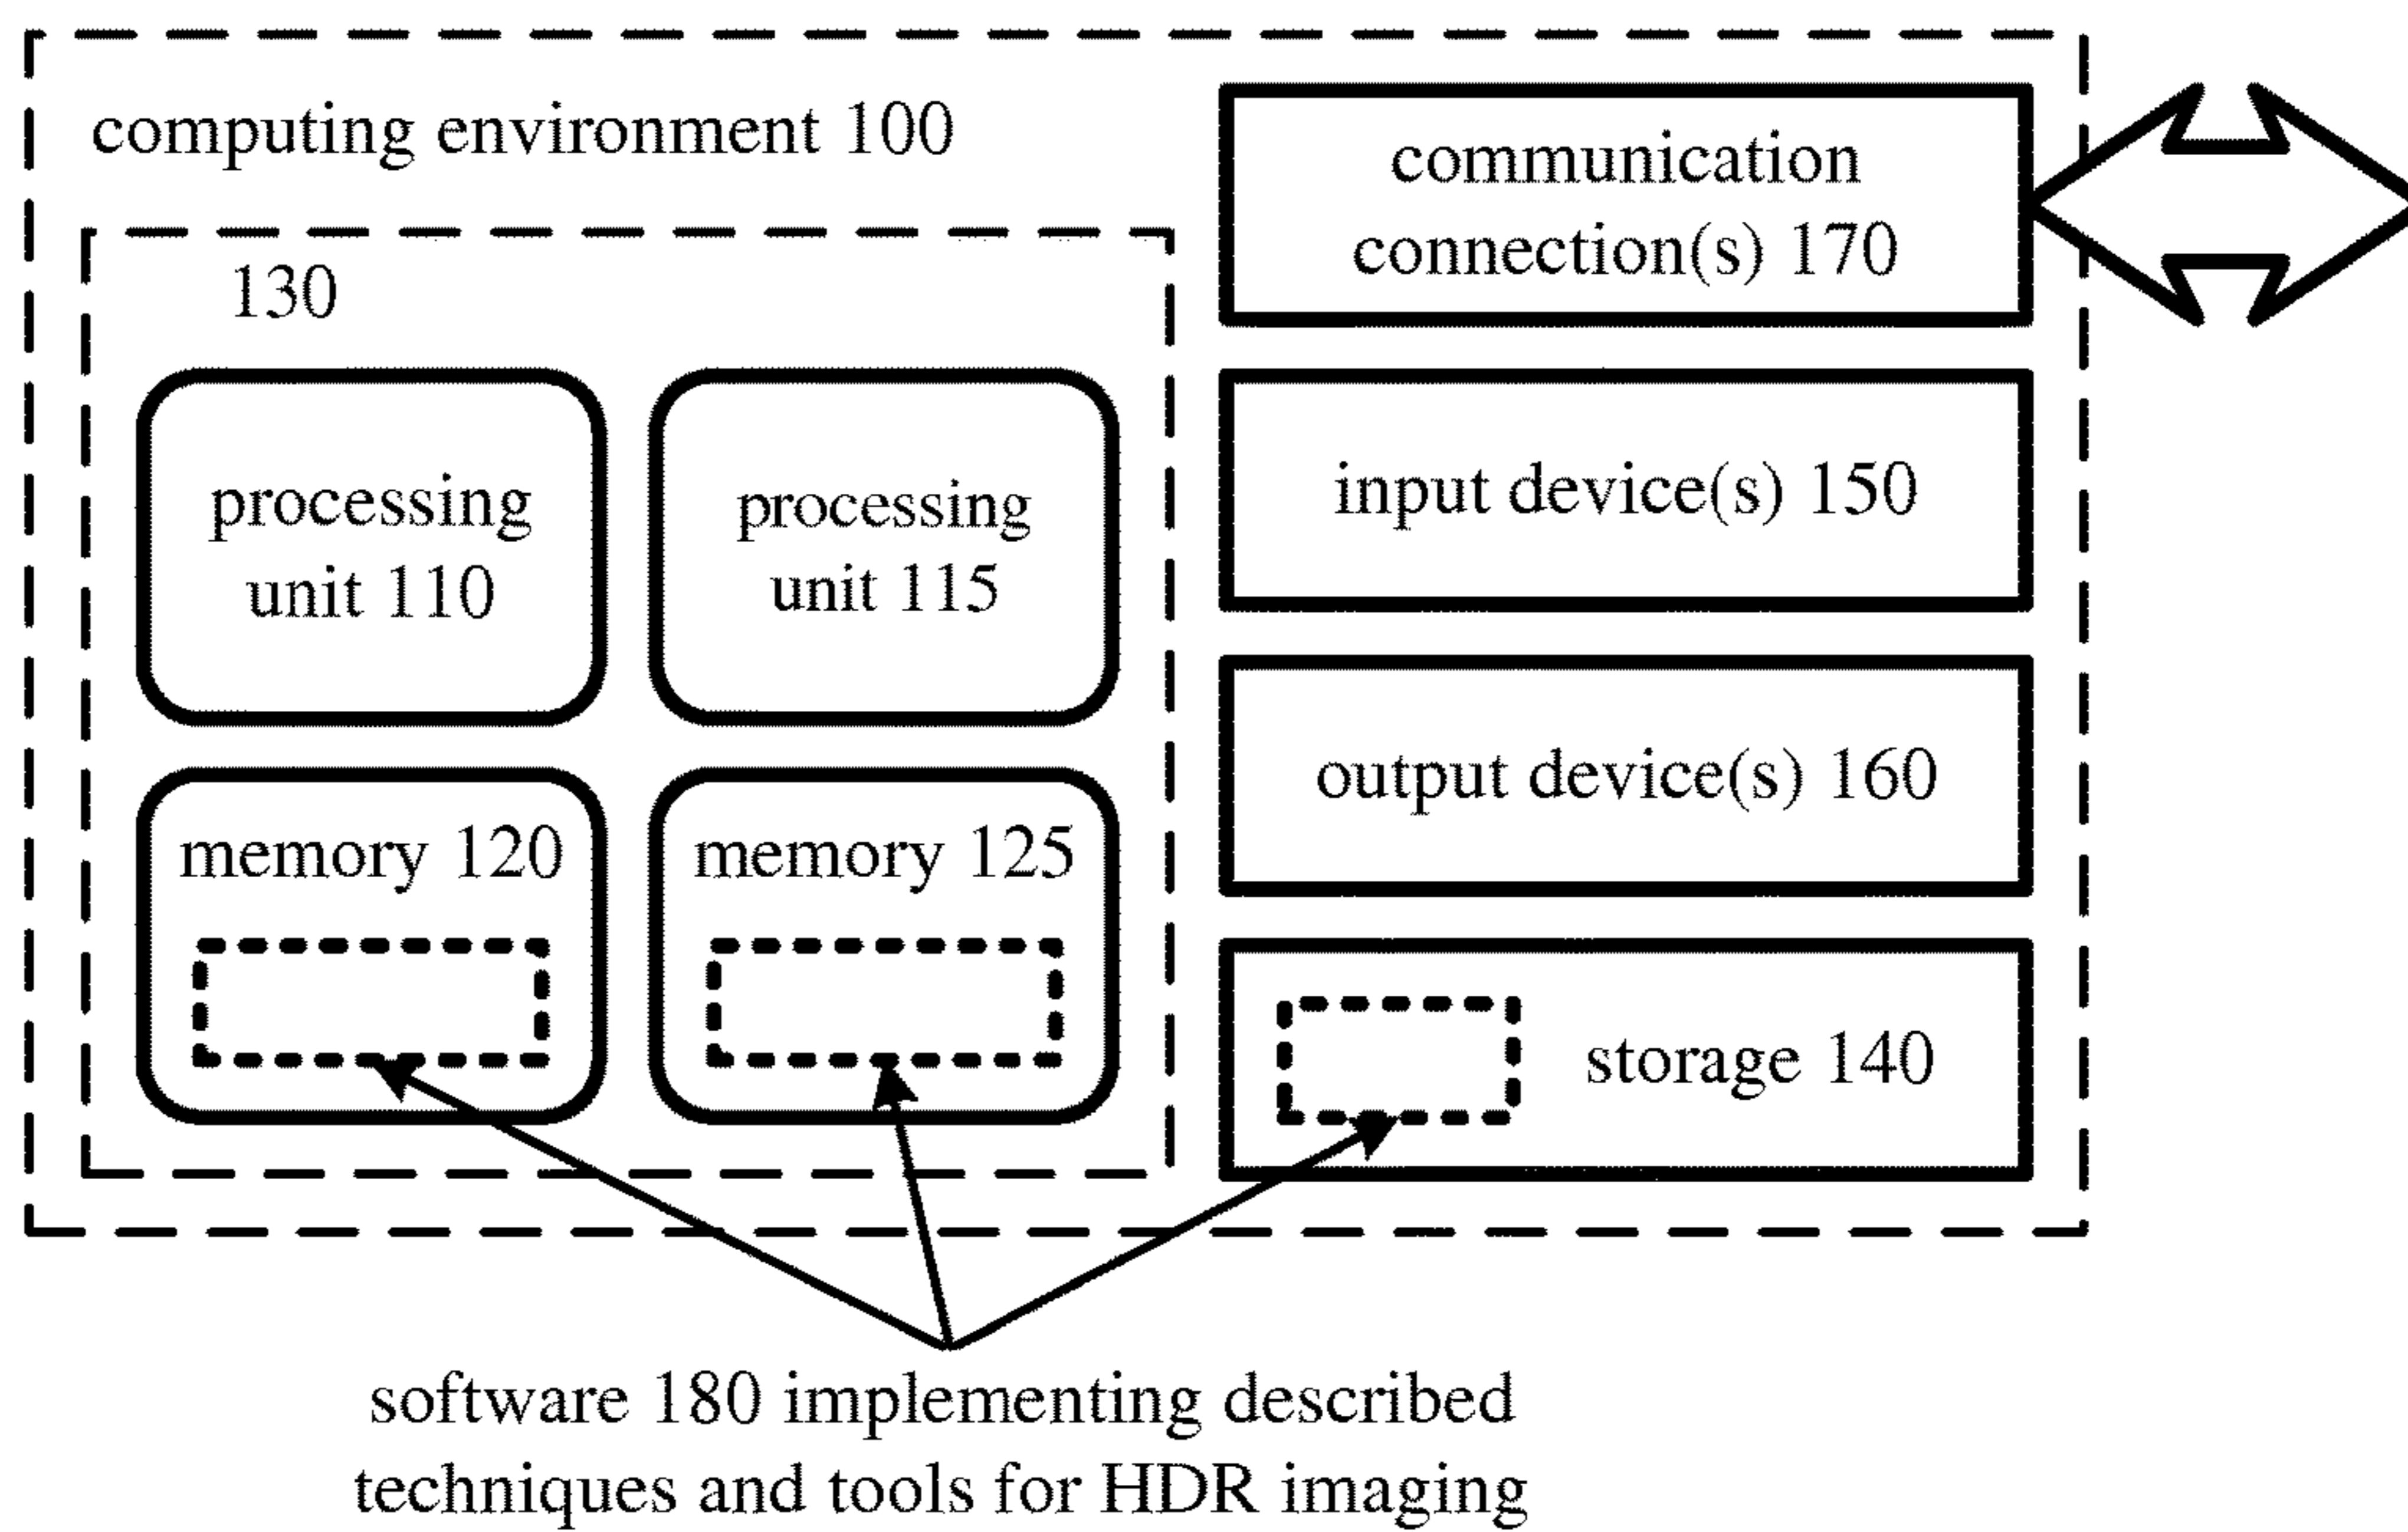 computing environment 100
130
processing
unit 110
processing
unit 115
memory 120
memory 125
communication
connection(s) 170
input device(s) 150
output device(s) 160
storage 140
software 180 implementing described
techniques and tools for HDR imaging